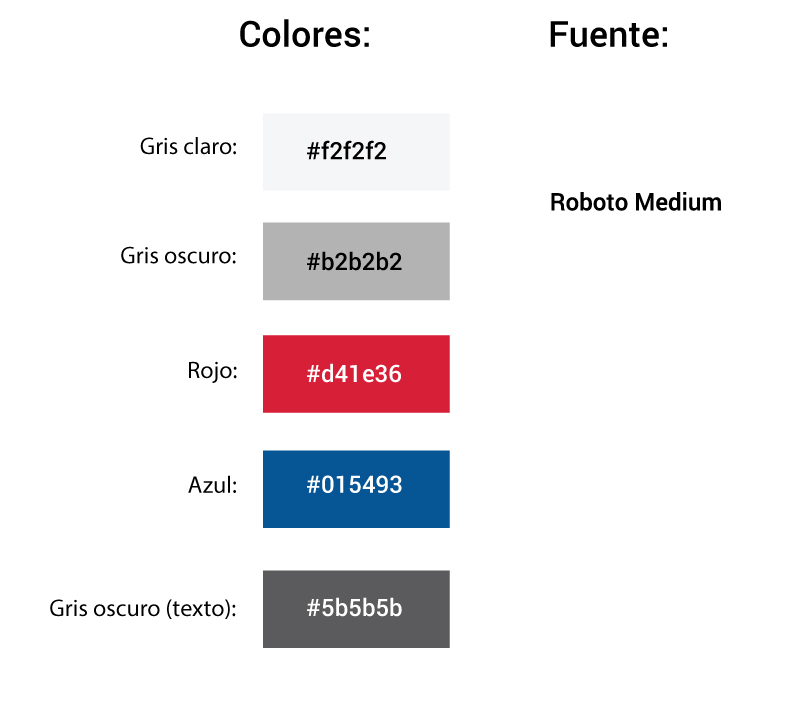 Colores:
Fuente:
Gris claro:
#f2f2f2
Roboto Medium
Gris oscuro:
#b2b2b2
Rojo:
#d41e36
Azul:
#015493
Gris oscuro (texto):
#5b5b5b